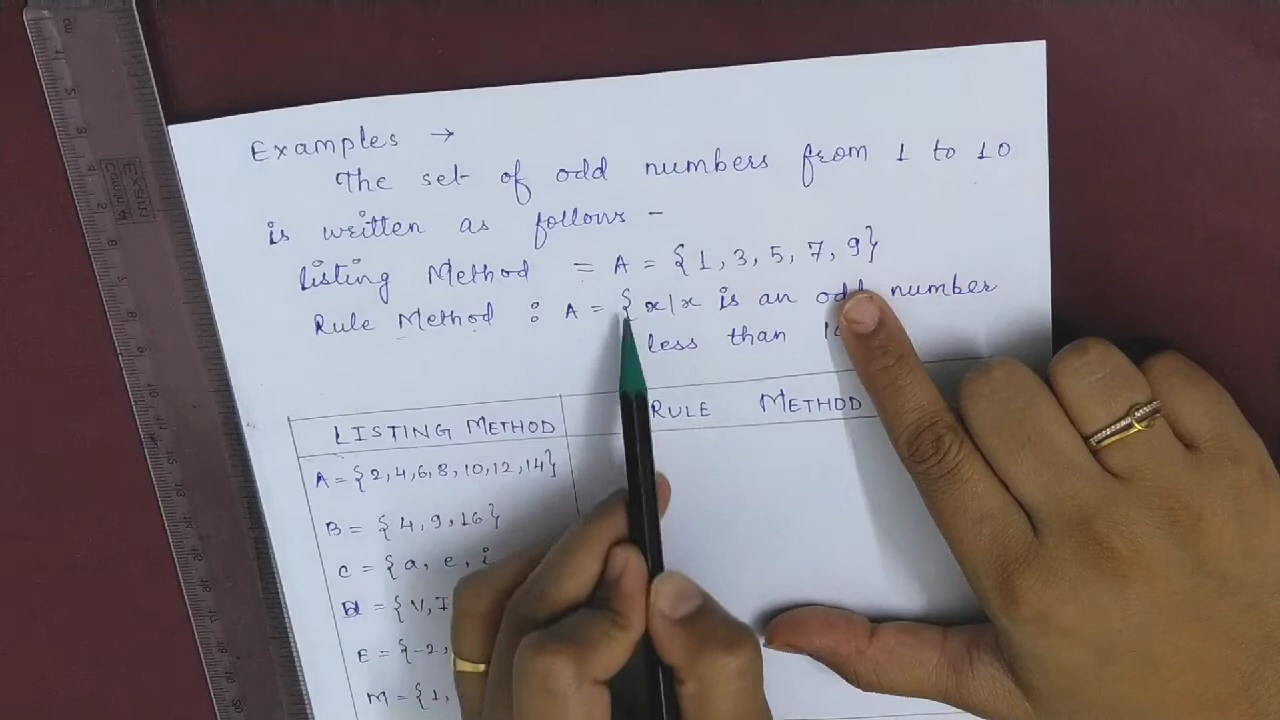 Examples →
The set of odd numbers from 1 to 10
is written as follows -
Listing Method = A = {1, 3, 5, 7, 9}
Rule Method : A = {x/x is an odd number
less than
LISTING METHOD RULE METHOD
A = {2, 4, 6, 8, 10, 12, 14}
B = {4, 9, 16}
C = {a, e, i
= {V, I
E = {-2,
M = {1,